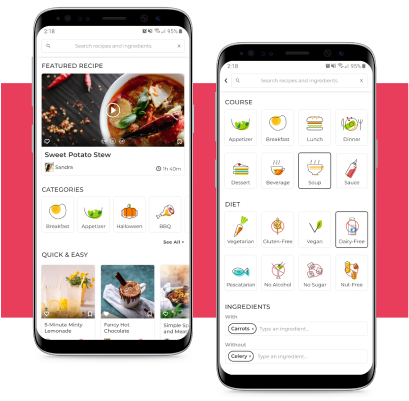 2:18
95%
Search recipes and ingredients
FEATURED RECIPE
Sweet Potato Stew
Sandra
1h 40m
CATEGORIES
Breakfast
Appetizer
Halloween
BBQ
See All
QUICK & EASY
5-Minute Minty
Lemonade
Fancy Hot
Chocolate
Simple
and Meat
2:18
95%
Search recipes and ingredients
COURSE
Appetizer
Breakfast
Lunch
Dinner
Dessert
Beverage
Soup
Sauce
DIET
Vegetarian
Gluten-Free
Vegan
Dairy-Free
Pescatarian
No Alcohol
No Sugar
Nut-Free
INGREDIENTS
With
Carrots × Type an ingredient...
Without
Celery × Type an ingredient...